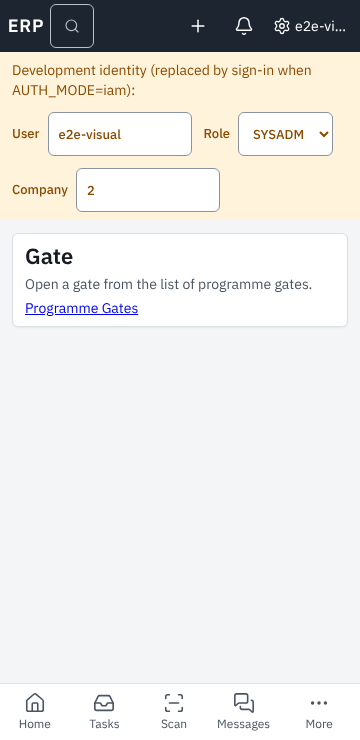 ERP
e2e-vi...
Development identity (replaced by sign-in when
AUTH_MODE=iam):
User e2e-visual Role SYSADM
Company 2
Gate
Open a gate from the list of programme gates.
Programme Gates
Home Tasks Scan Messages More